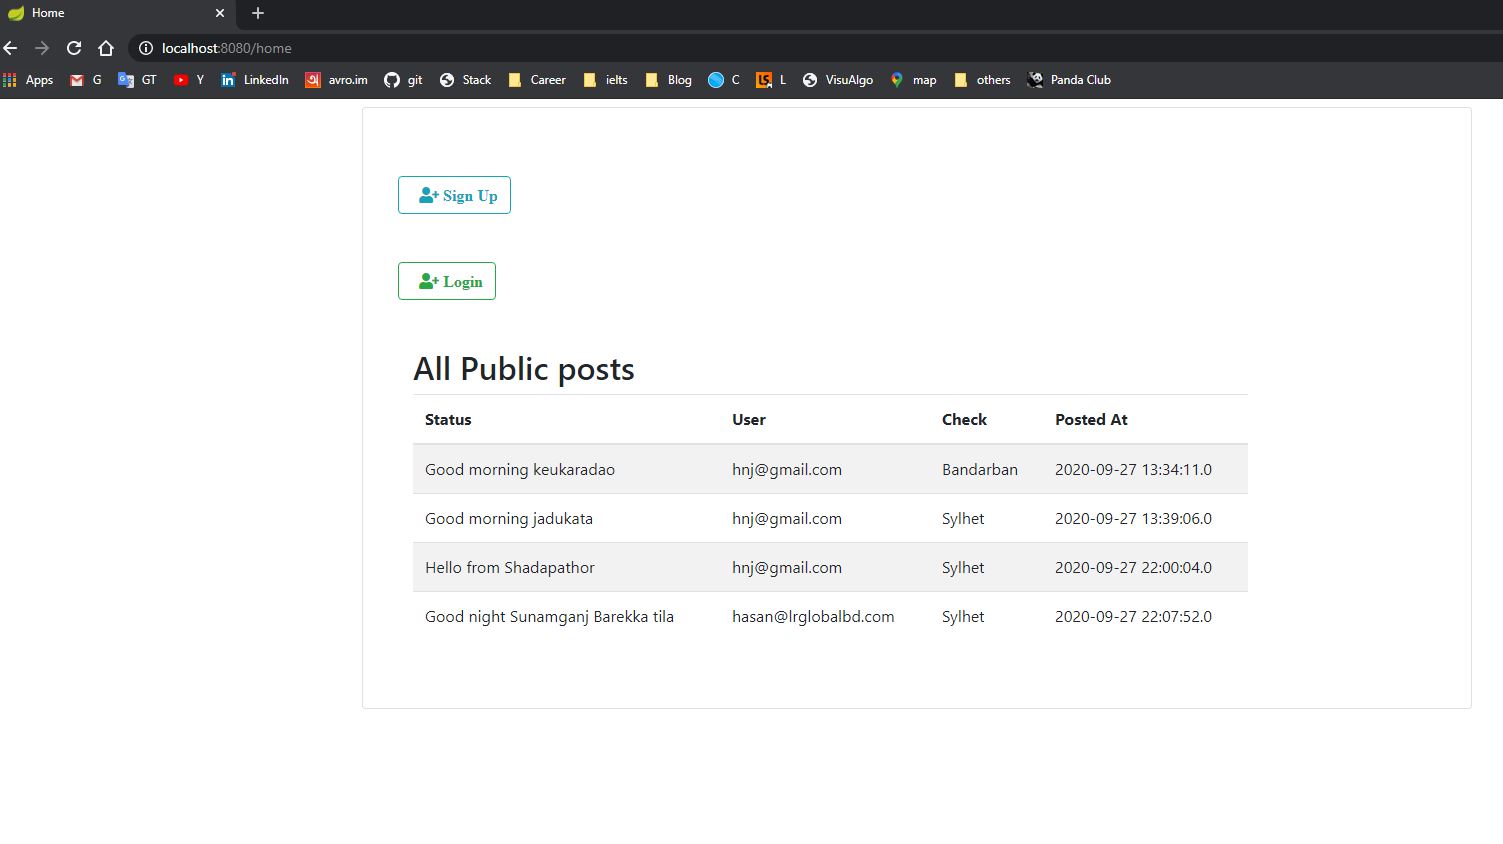 Home
localhost:8080/home
Apps G GT Y LinkedIn avro.im git Stack Career ielts Blog C L VisuAlgo map others Panda Club
Sign Up
Login
All Public posts
Status User Check Posted At
Good morning keukaradao hnj@gmail.com Bandarban 2020-09-27 13:34:11.0
Good morning jadukata hnj@gmail.com Sylhet 2020-09-27 13:39:06.0
Hello from Shadapathor hnj@gmail.com Sylhet 2020-09-27 22:00:04.0
Good night Sunamganj Barekka tila hasan@lrglobalbd.com Sylhet 2020-09-27 22:07:52.0